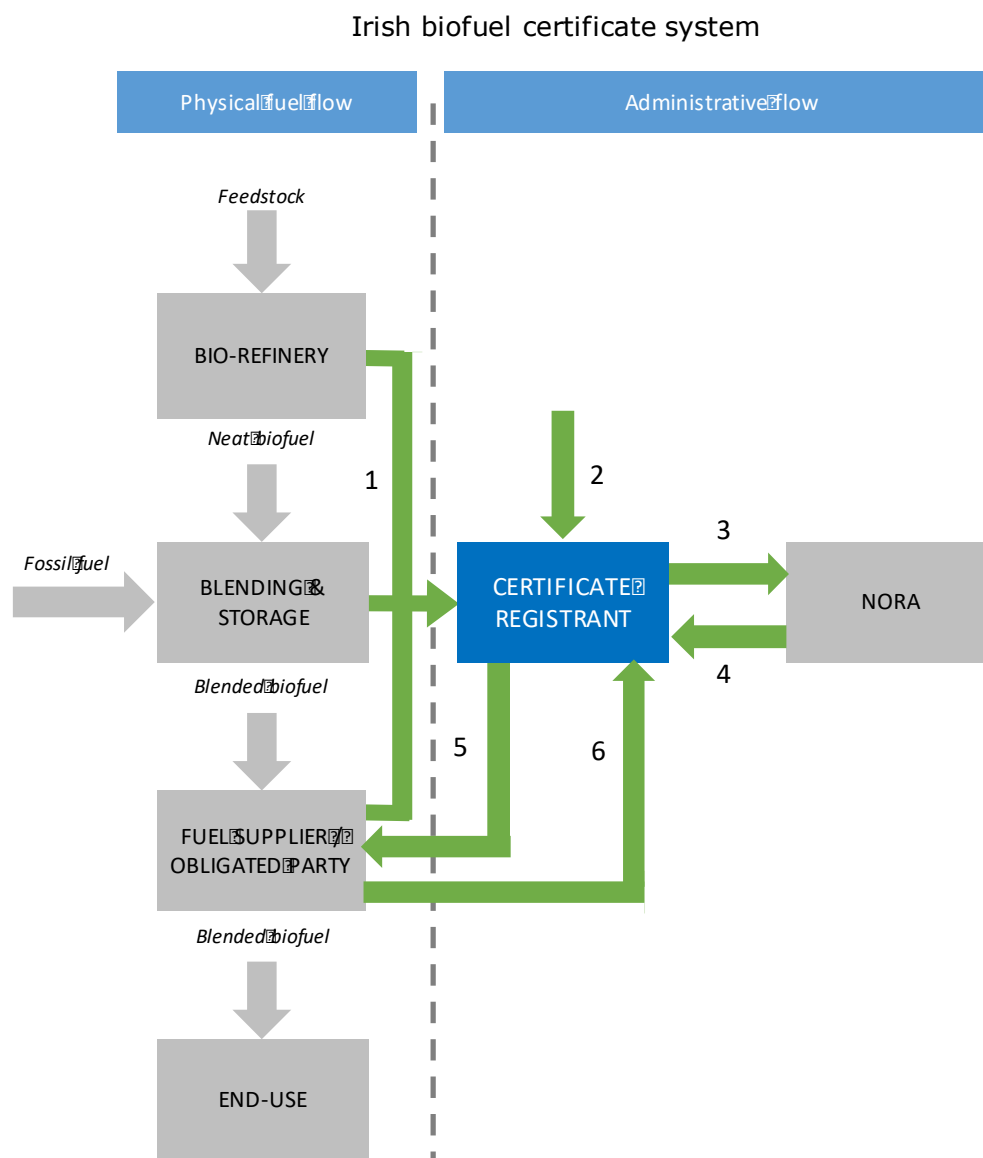 Irish biofuel certificate system
Physical fuel flow
Administrative flow
Feedstock
BIO-REFINERY
Neat biofuel
1
2
3
Fossil fuel
BLENDING &
STORAGE
CERTIFICATE
REGISTRANT
NORA
4
Blended biofuel
5
6
FUEL SUPPLIER /
OBLIGATED PARTY
Blended biofuel
END-USE